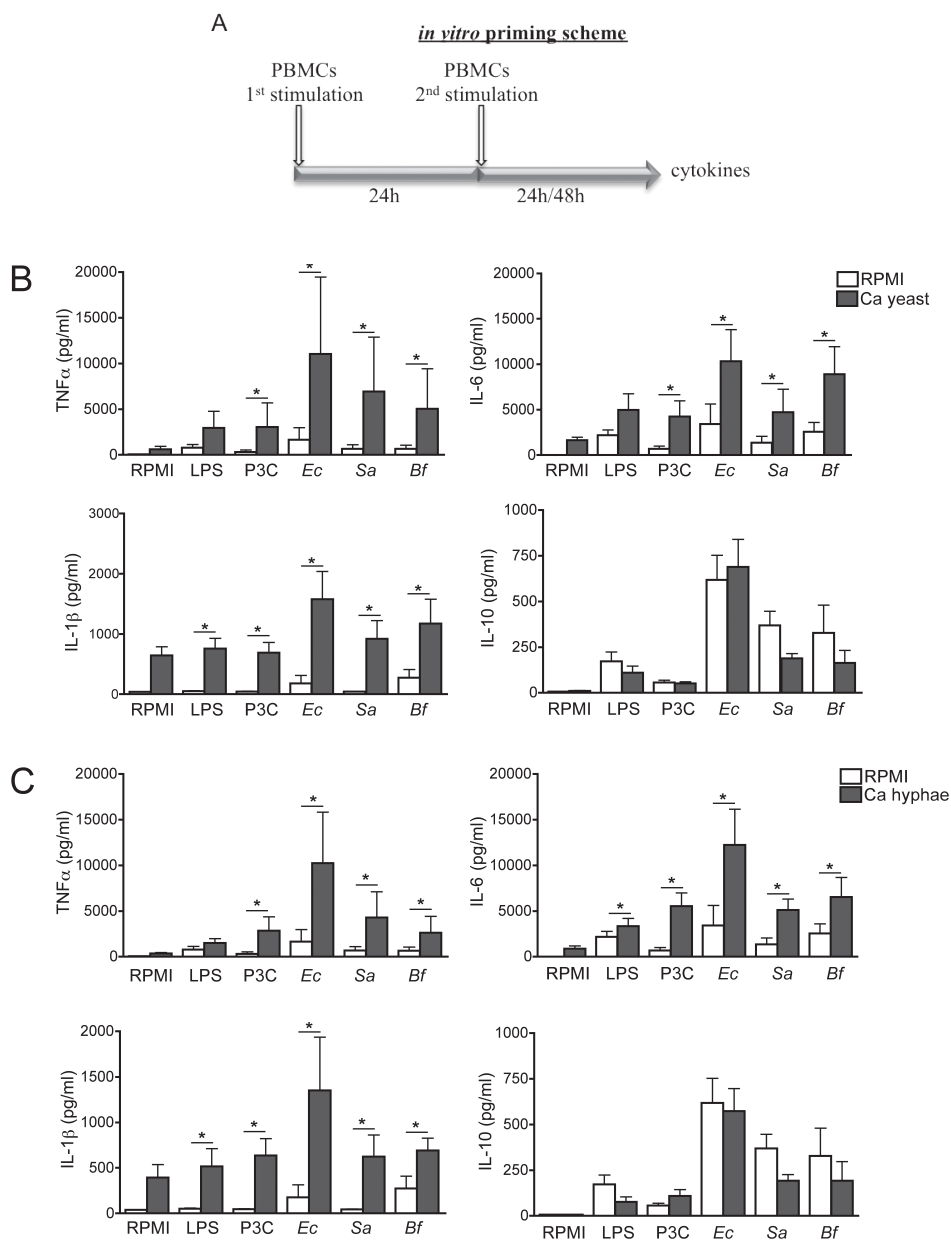 A
in vitro priming scheme
PBMCs
1st stimulation
PBMCs
2nd stimulation
24h
24h/48h
cytokines
B
TNFα (pg/ml)
20000
15000
10000
5000
0
*
*
*
*
RPMI LPS P3C Ec Sa Bf
IL-6 (pg/ml)
20000
15000
10000
5000
0
*
*
*
*
RPMI LPS P3C Ec Sa Bf
RPMI
Ca yeast
IL-1β (pg/ml)
3000
2000
1000
0
*
*
*
*
*
RPMI LPS P3C Ec Sa Bf
IL-10 (pg/ml)
1000
750
500
250
0
RPMI LPS P3C Ec Sa Bf
C
TNFα (pg/ml)
20000
15000
10000
5000
0
*
*
*
*
RPMI LPS P3C Ec Sa Bf
IL-6 (pg/ml)
20000
15000
10000
5000
0
*
*
*
*
*
RPMI LPS P3C Ec Sa Bf
RPMI
Ca hyphae
IL-1β (pg/ml)
2000
1500
1000
500
0
*
*
*
*
*
RPMI LPS P3C Ec Sa Bf
IL-10 (pg/ml)
1000
750
500
250
0
RPMI LPS P3C Ec Sa Bf